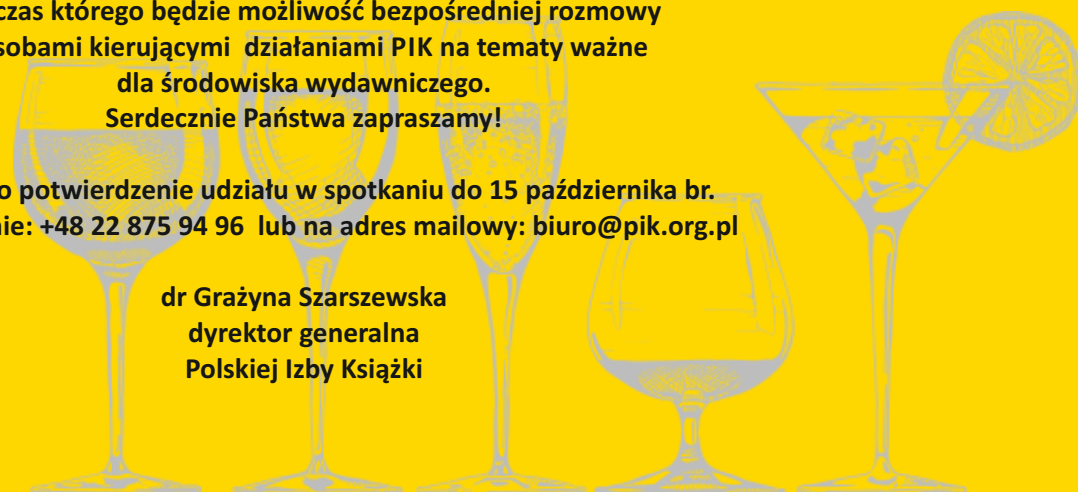 czas którego będzie możliwość bezpośredniej rozmowy
sobami kierującymi działaniami PIK na tematy ważne
dla środowiska wydawniczego.
Serdecznie Państwa zapraszamy!
o potwierdzenie udziału w spotkaniu do 15 października br.
nie: +48 22 875 94 96 lub na adres mailowy: biuro@pik.org.pl
dr Grażyna Szarszewska
dyrektor generalna
Polskiej Izby Książki